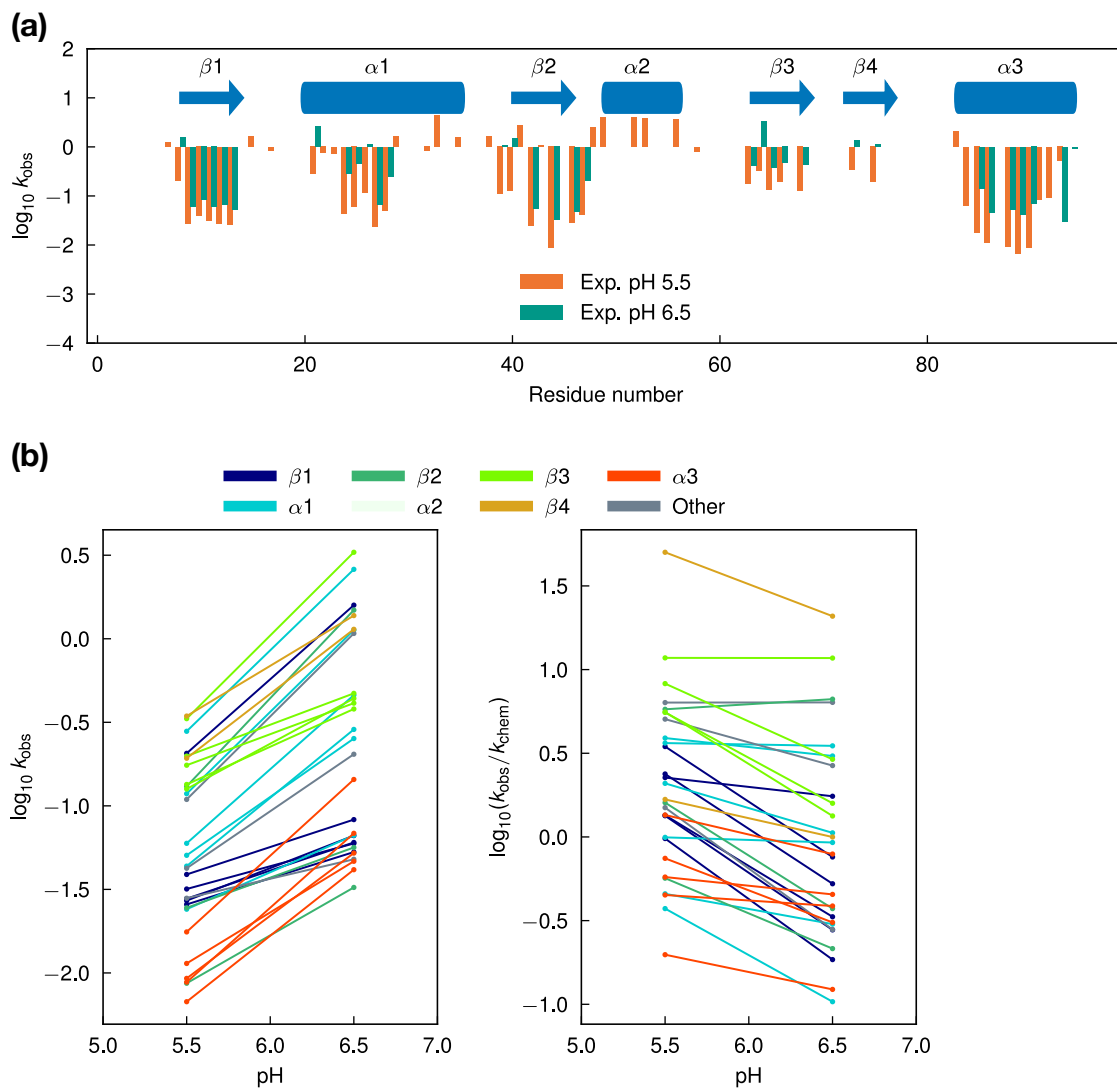 (a)
2
1
0
−1
−2
−3
−4
log10 kobs
β1
α1
β2
α2
β3
β4
α3
Exp. pH 5.5
Exp. pH 6.5
0
20
40
60
80
Residue number
(b)
β1
β2
β3
α3
α1
α2
β4
Other
0.5
0.0
−0.5
−1.0
−1.5
−2.0
log10 kobs
5.0
5.5
6.0
6.5
7.0
pH
1.5
1.0
0.5
0.0
−0.5
−1.0
log10(kobs/kchem)
5.0
5.5
6.0
6.5
7.0
pH